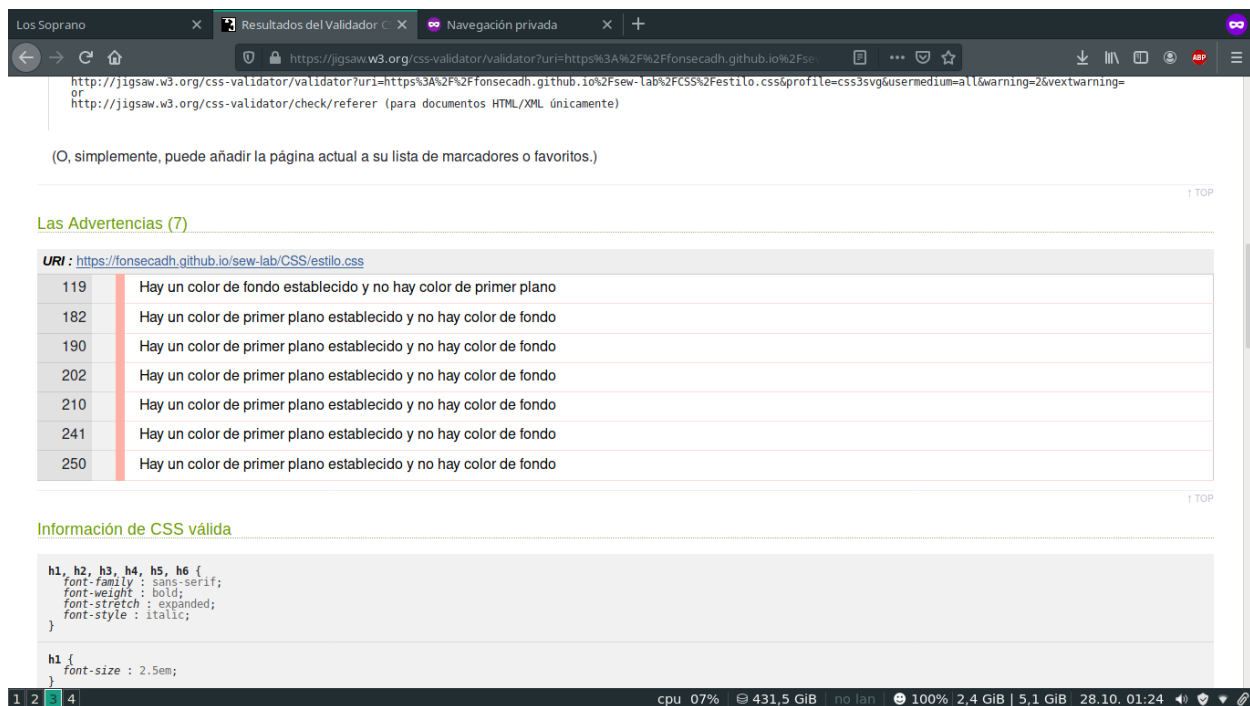 Los Soprano
Resultados del Validador C
Navegación privada
https://jigsaw.w3.org/css-validator/validator?uri=https%3A%2F%2Ffonsecadh.github.io%2Fsev
ABP
http://jigsaw.w3.org/css-validator/validator?uri=https%3A%2F%2Ffonsecadh.github.io%2Fsew-lab%2FCSS%2Festilo.css&profile=css3svg&usermedium=all&warning=2&vextwarning=
or
http://jigsaw.w3.org/css-validator/check/referer (para documentos HTML/XML únicamente)
(O, simplemente, puede añadir la página actual a su lista de marcadores o favoritos.)
↑ TOP
Las Advertencias (7)
URI : https://fonsecadh.github.io/sew-lab/CSS/estilo.css
119 Hay un color de fondo establecido y no hay color de primer plano
182 Hay un color de primer plano establecido y no hay color de fondo
190 Hay un color de primer plano establecido y no hay color de fondo
202 Hay un color de primer plano establecido y no hay color de fondo
210 Hay un color de primer plano establecido y no hay color de fondo
241 Hay un color de primer plano establecido y no hay color de fondo
250 Hay un color de primer plano establecido y no hay color de fondo
↑ TOP
Información de CSS válida
h1, h2, h3, h4, h5, h6 {
font-family : sans-serif;
font-weight : bold;
font-stretch : expanded;
font-style : italic;
}
h1 {
font-size : 2.5em;
}
1 2 3 4 cpu 07% 431,5 GiB no lan 100% 2,4 GiB | 5,1 GiB 28.10. 01:24